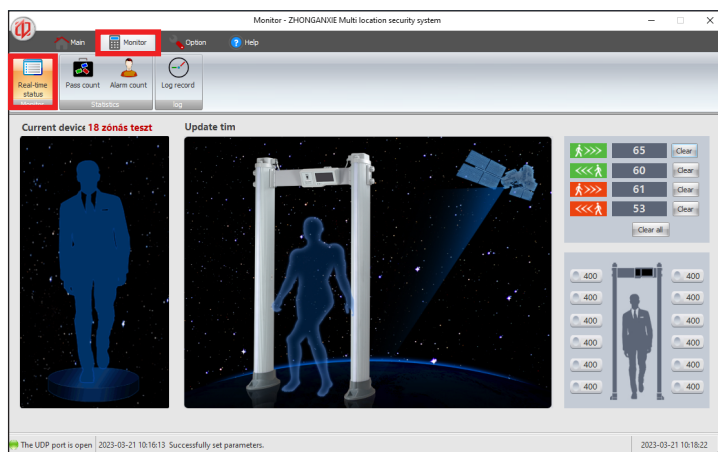 Monitor - ZHONGANXIE Multi location security system
Main
Monitor
Option
Help
Real-time
status
Pass count
Alarm count
Log record
Monitor
Statistics
log
Current device 18 zónás teszt
Update tim
65 Clear
60 Clear
61 Clear
53 Clear
Clear all
400 400
400 400
400 400
400 400
400 400
400 400
The UDP port is open 2023-03-21 10:16:13 Successfully set parameters. 2023-03-21 10:18:22